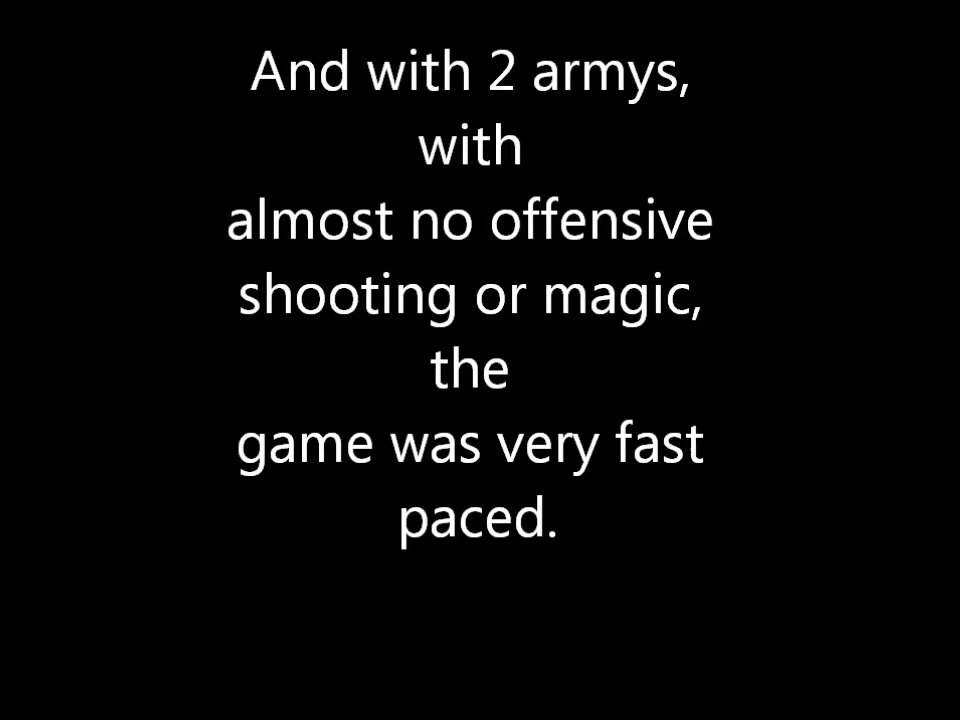 And with 2 armys,
with
almost no offensive
shooting or magic,
the
game was very fast
paced.